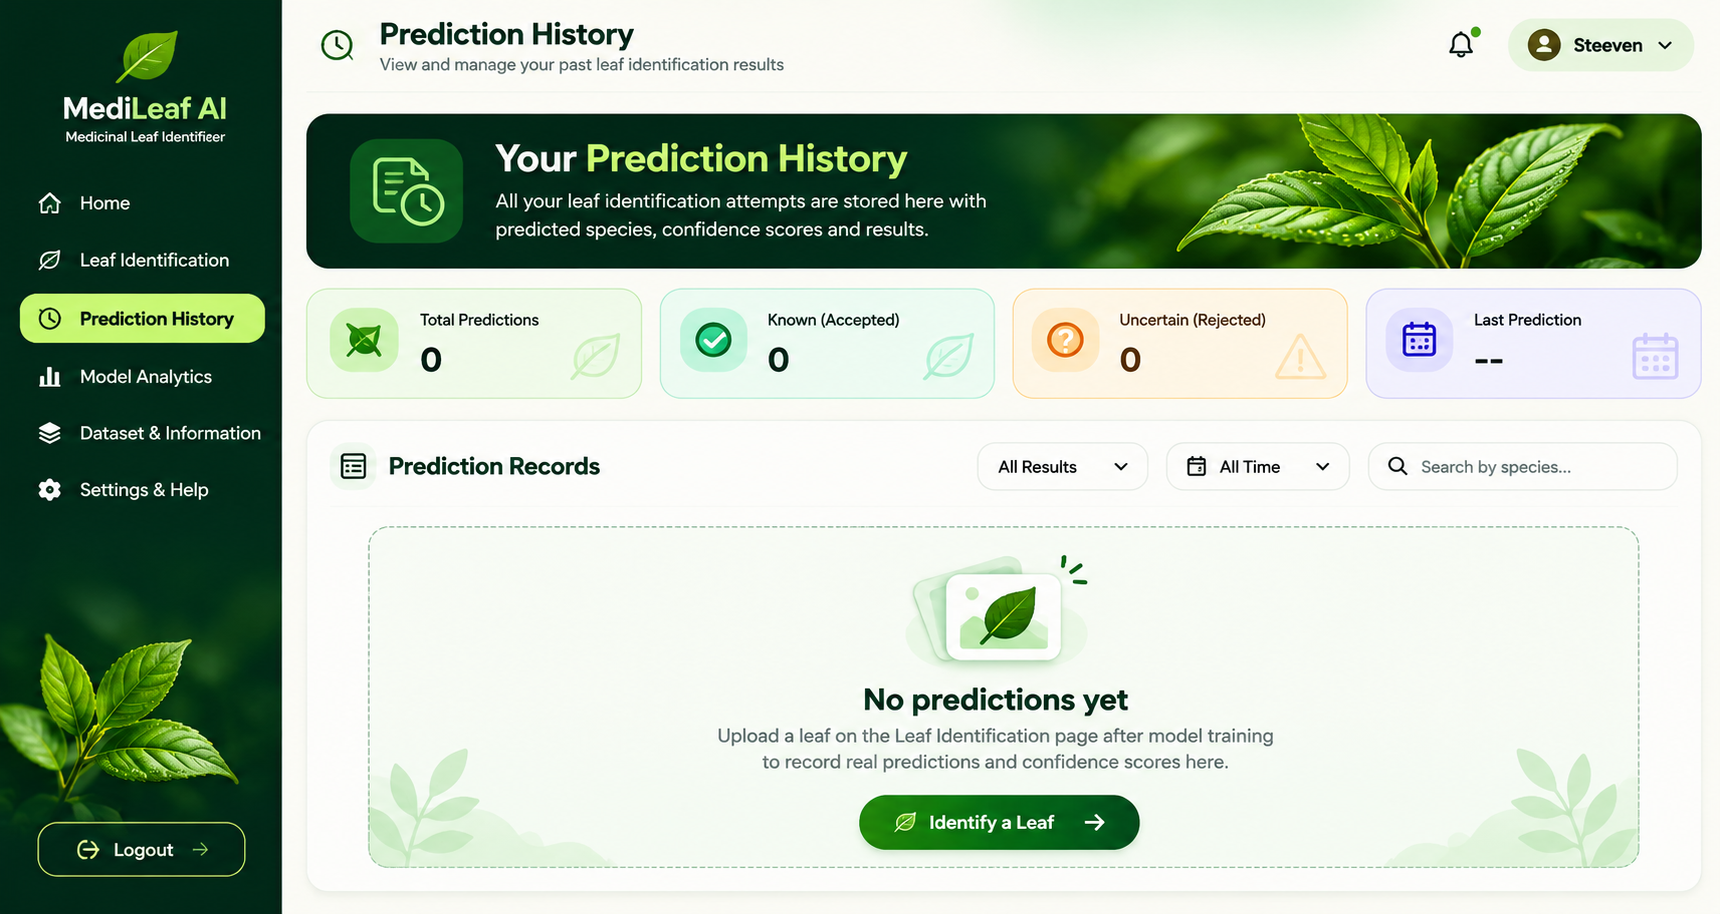 MediLeaf AI
Medicinal Leaf Identifier
Home
Leaf Identification
Prediction History
Model Analytics
Dataset & Information
Settings & Help
Logout
Prediction History
View and manage your past leaf identification results
Steeven
Your Prediction History
All your leaf identification attempts are stored here with
predicted species, confidence scores and results.
Total Predictions
0
Known (Accepted)
0
Uncertain (Rejected)
0
Last Prediction
--
Prediction Records
All Results
All Time
Search by species...
No predictions yet
Upload a leaf on the Leaf Identification page after model training
to record real predictions and confidence scores here.
Identify a Leaf